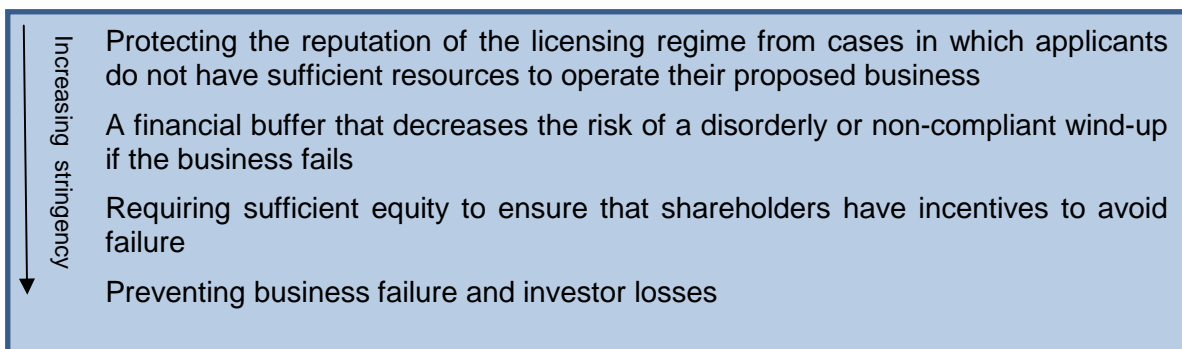 Increasing stringency
Protecting the reputation of the licensing regime from cases in which applicants
do not have sufficient resources to operate their proposed business
A financial buffer that decreases the risk of a disorderly or non-compliant wind-up
if the business fails
Requiring sufficient equity to ensure that shareholders have incentives to avoid
failure
Preventing business failure and investor losses